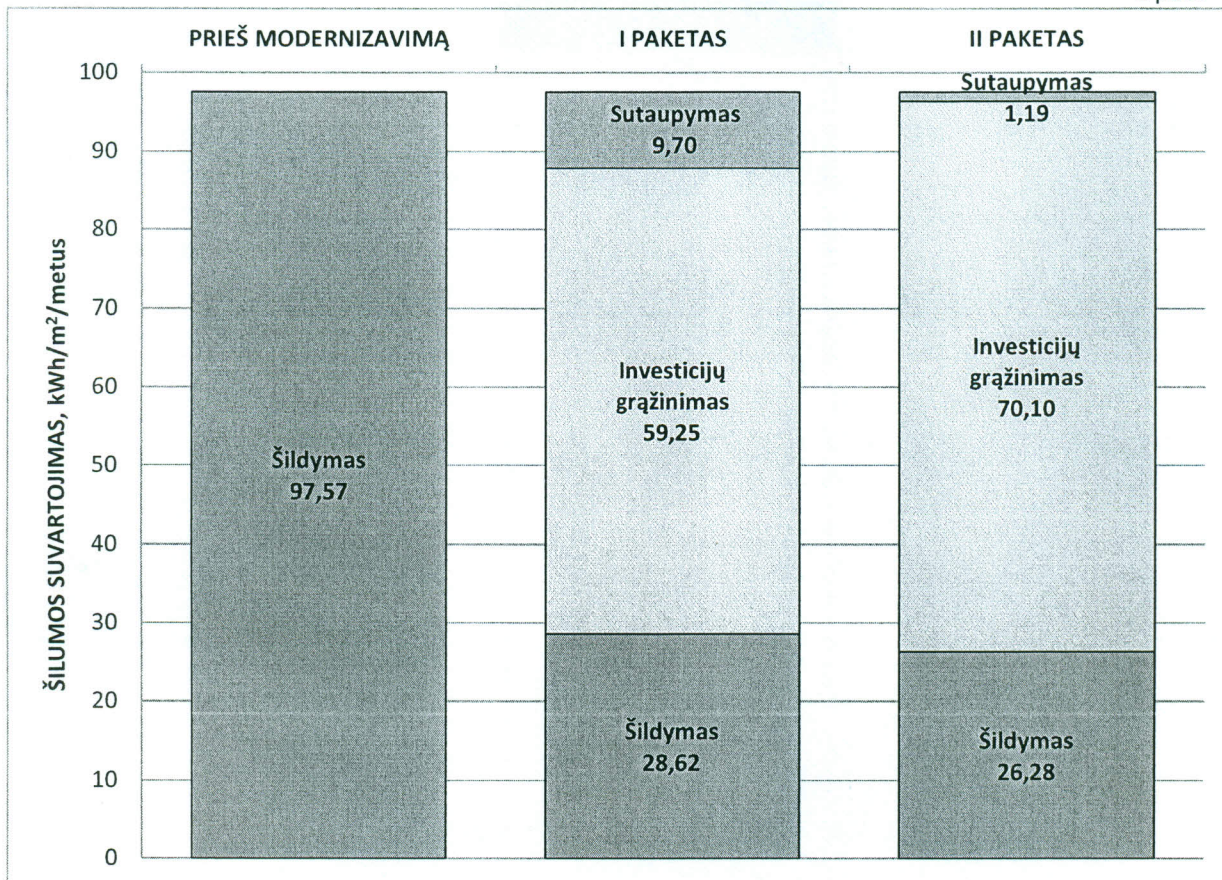 PRIEŠ MODERNIZAVIMĄ
I PAKETAS
II PAKETAS
ŠILUMOS SUVARTOJIMAS, kWh/m²/metus
100
90
80
70
60
50
40
30
20
10
0
Šildymas
97,57
Sutaupymas
9,70
Investicijų
grąžinimas
59,25
Šildymas
28,62
Sutaupymas
1,19
Investicijų
grąžinimas
70,10
Šildymas
26,28